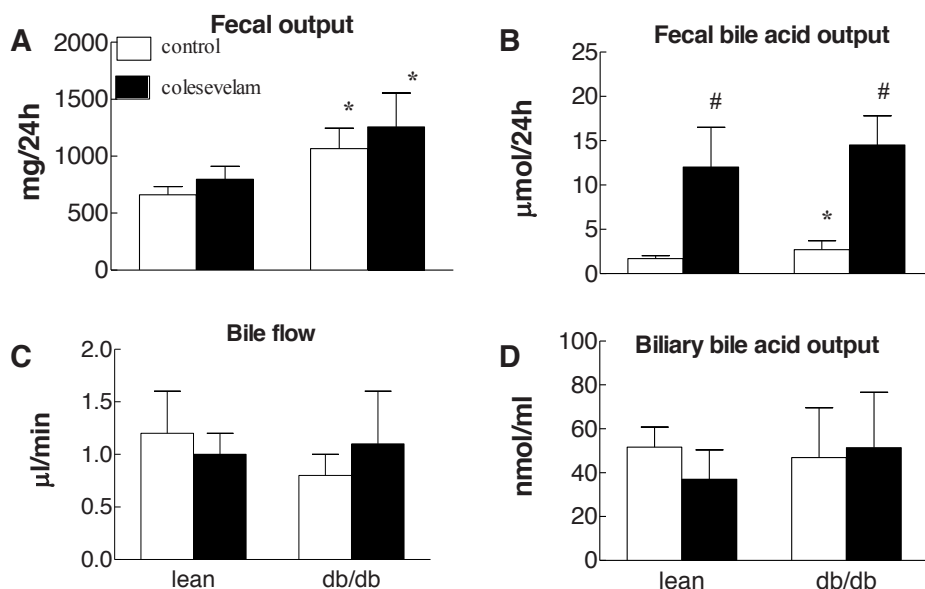 A
Fecal output
2000
1500
1000
500
0
mg/24h
control
colesevelam
*
*
B
Fecal bile acid output
25
20
15
10
5
0
μmol/24h
#
*
#
C
Bile flow
2.0
1.5
1.0
0.5
0.0
μl/min
lean db/db
D
Biliary bile acid output
100
80
60
40
20
0
nmol/ml
lean db/db